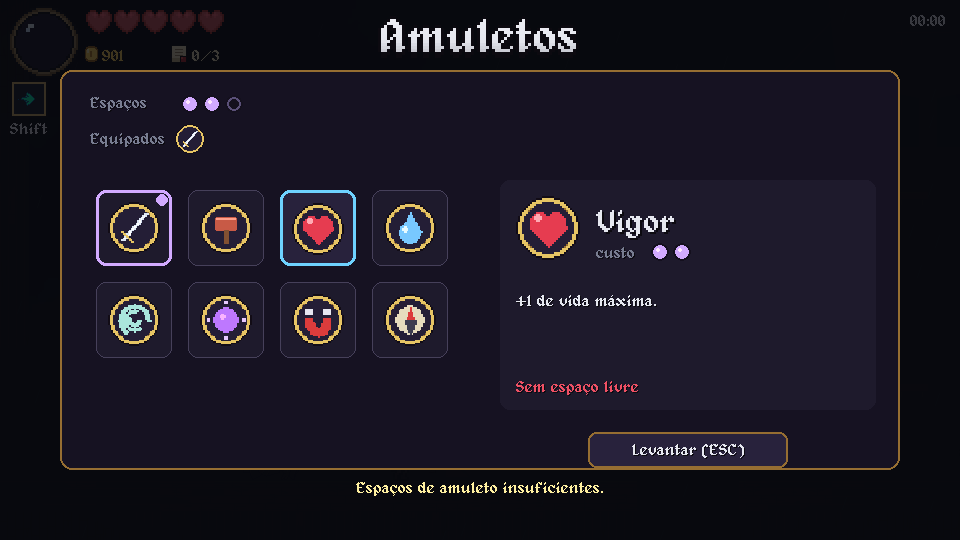 901
0/3
Amuletos
00:00
Shift
Espaços
Equipados
Vigor
custo
+1 de vida máxima.
Sem espaço livre
Levantar (ESC)
Espaços de amuleto insuficientes.